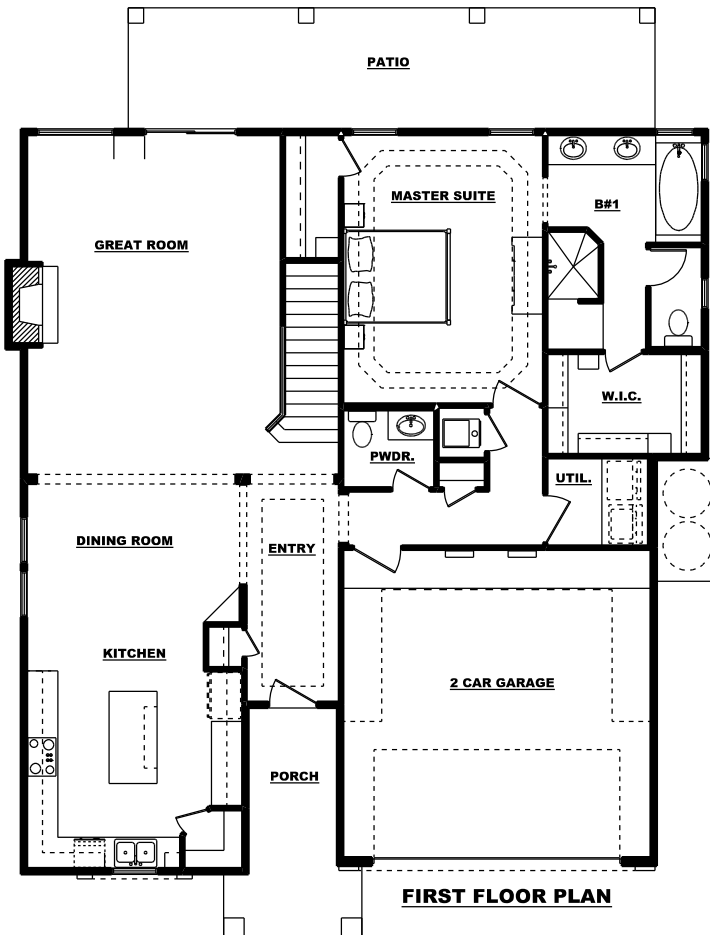 PATIO
MASTER SUITE
B#1
GREAT ROOM
W.I.C.
PWDR.
UTIL.
DINING ROOM
ENTRY
KITCHEN
2 CAR GARAGE
PORCH
FIRST FLOOR PLAN